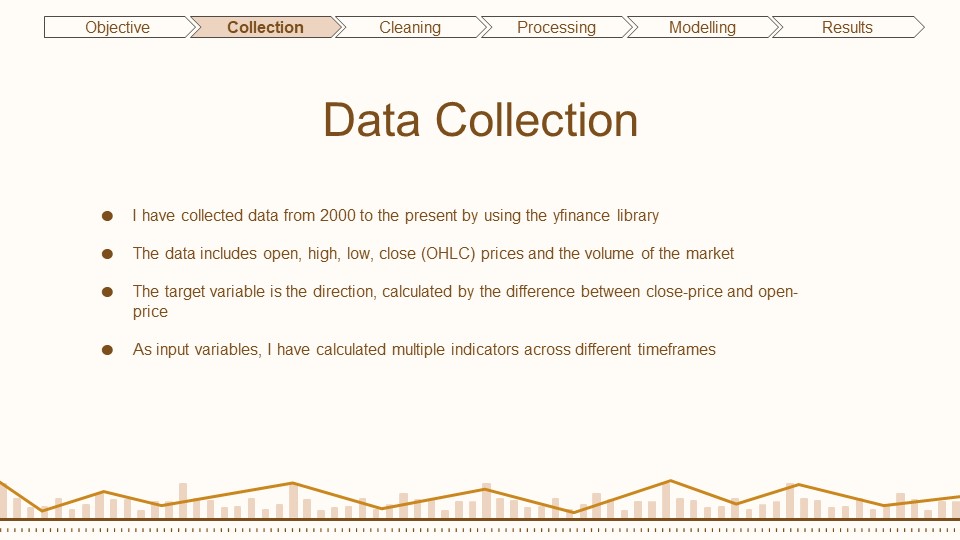 Objective Collection Cleaning Processing Modelling Results
Data Collection
● I have collected data from 2000 to the present by using the yfinance library
● The data includes open, high, low, close (OHLC) prices and the volume of the market
● The target variable is the direction, calculated by the difference between close-price and open-
price
● As input variables, I have calculated multiple indicators across different timeframes